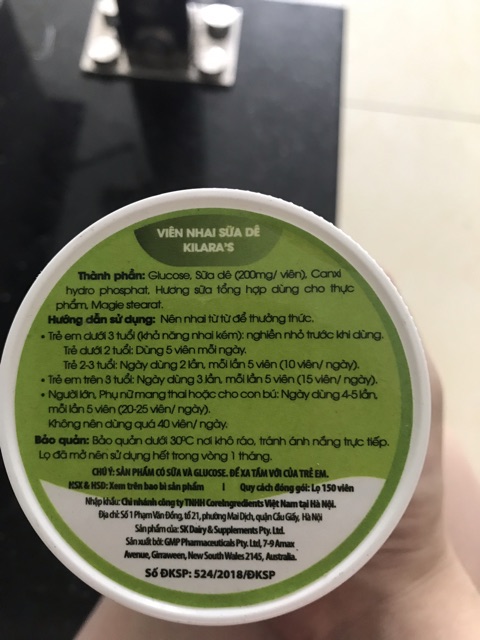 VIÊN NHAI SỮA DÊ
KILARA'S
Thành phần: Glucose, Sữa dê (200mg/ viên), Canxi
hydro phosphat, Hương sữa tổng hợp dùng cho thực
phẩm, Magie stearat.
Hướng dẫn sử dụng: Nên nhai từ từ để thưởng thức.
• Trẻ em dưới 3 tuổi (khả năng nhai kém): nghiền nhỏ trước khi dùng.
Trẻ dưới 2 tuổi: Dùng 5 viên mỗi ngày.
Trẻ 2-3 tuổi: Ngày dùng 2 lần, mỗi lần 5 viên (10 viên/ ngày).
• Trẻ em trên 3 tuổi: Ngày dùng 3 lần, mỗi lần 5 viên (15 viên/ ngày).
• Người lớn, Phụ nữ mang thai hoặc cho con bú: Ngày dùng 4-5 lần,
mỗi lần 5 viên (20-25 viên/ ngày).
Không nên dùng quá 40 viên/ ngày.
Bảo quản: Bảo quản dưới 30ºC nơi khô ráo, tránh ánh nắng trực tiếp.
Lọ đã mở nên sử dụng hết trong vòng 1 tháng.
CHÚ Ý: SẢN PHẨM CÓ SỮA VÀ GLUCOSE. ĐỂ XA TẦM VỚI CỦA TRẺ EM.
NSX & HSD: Xem trên bao bì sản phẩm | Quy cách đóng gói: Lọ 150 viên
Nhập khẩu: Chi nhánh công ty TNHH CoreIngredients Việt Nam tại Hà Nội.
Địa chỉ: Số 1 Phạm Văn Đồng, tổ 21, phường Mai Dịch, quận Cầu Giấy, Hà Nội
Sản phẩm của: SK Dairy & Supplements Pty. Ltd.
Sản xuất bởi: GMP Pharmaceuticals Pty. Ltd, 7-9 Amax
Avenue, Girraween, New South Wales 2145, Australia.
Số ĐKSP: 524/2018/ĐKSP